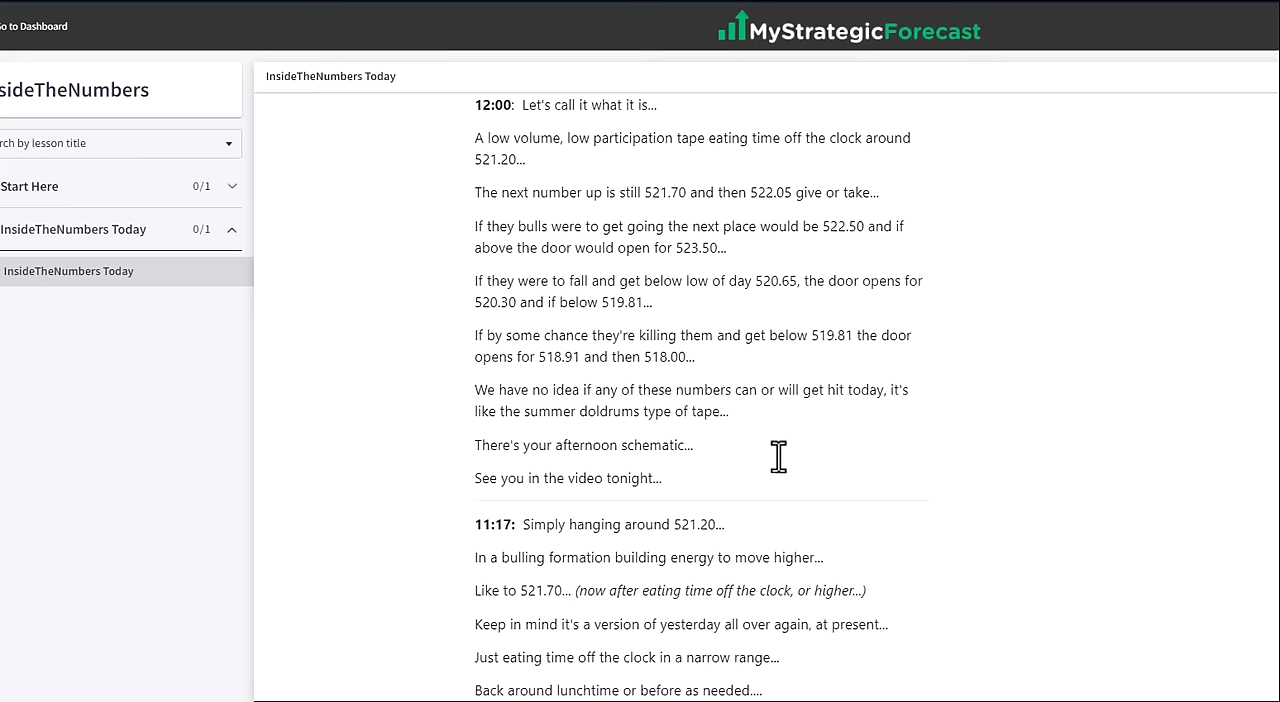 Go to Dashboard
MyStrategicForecast
sideTheNumbers
rch by lesson title
Start Here 0/1
InsideTheNumbers Today 0/1
InsideTheNumbers Today
InsideTheNumbers Today
12:00: Let's call it what it is...
A low volume, low participation tape eating time off the clock around
521.20...
The next number up is still 521.70 and then 522.05 give or take...
If they bulls were to get going the next place would be 522.50 and if
above the door would open for 523.50...
If they were to fall and get below low of day 520.65, the door opens for
520.30 and if below 519.81...
If by some chance they're killing them and get below 519.81 the door
opens for 518.91 and then 518.00...
We have no idea if any of these numbers can or will get hit today, it's
like the summer doldrums type of tape...
There's your afternoon schematic...
See you in the video tonight...
11:17: Simply hanging around 521.20...
In a bulling formation building energy to move higher...
Like to 521.70... (now after eating time off the clock, or higher...)
Keep in mind it's a version of yesterday all over again, at present...
Just eating time off the clock in a narrow range...
Back around lunchtime or before as needed....